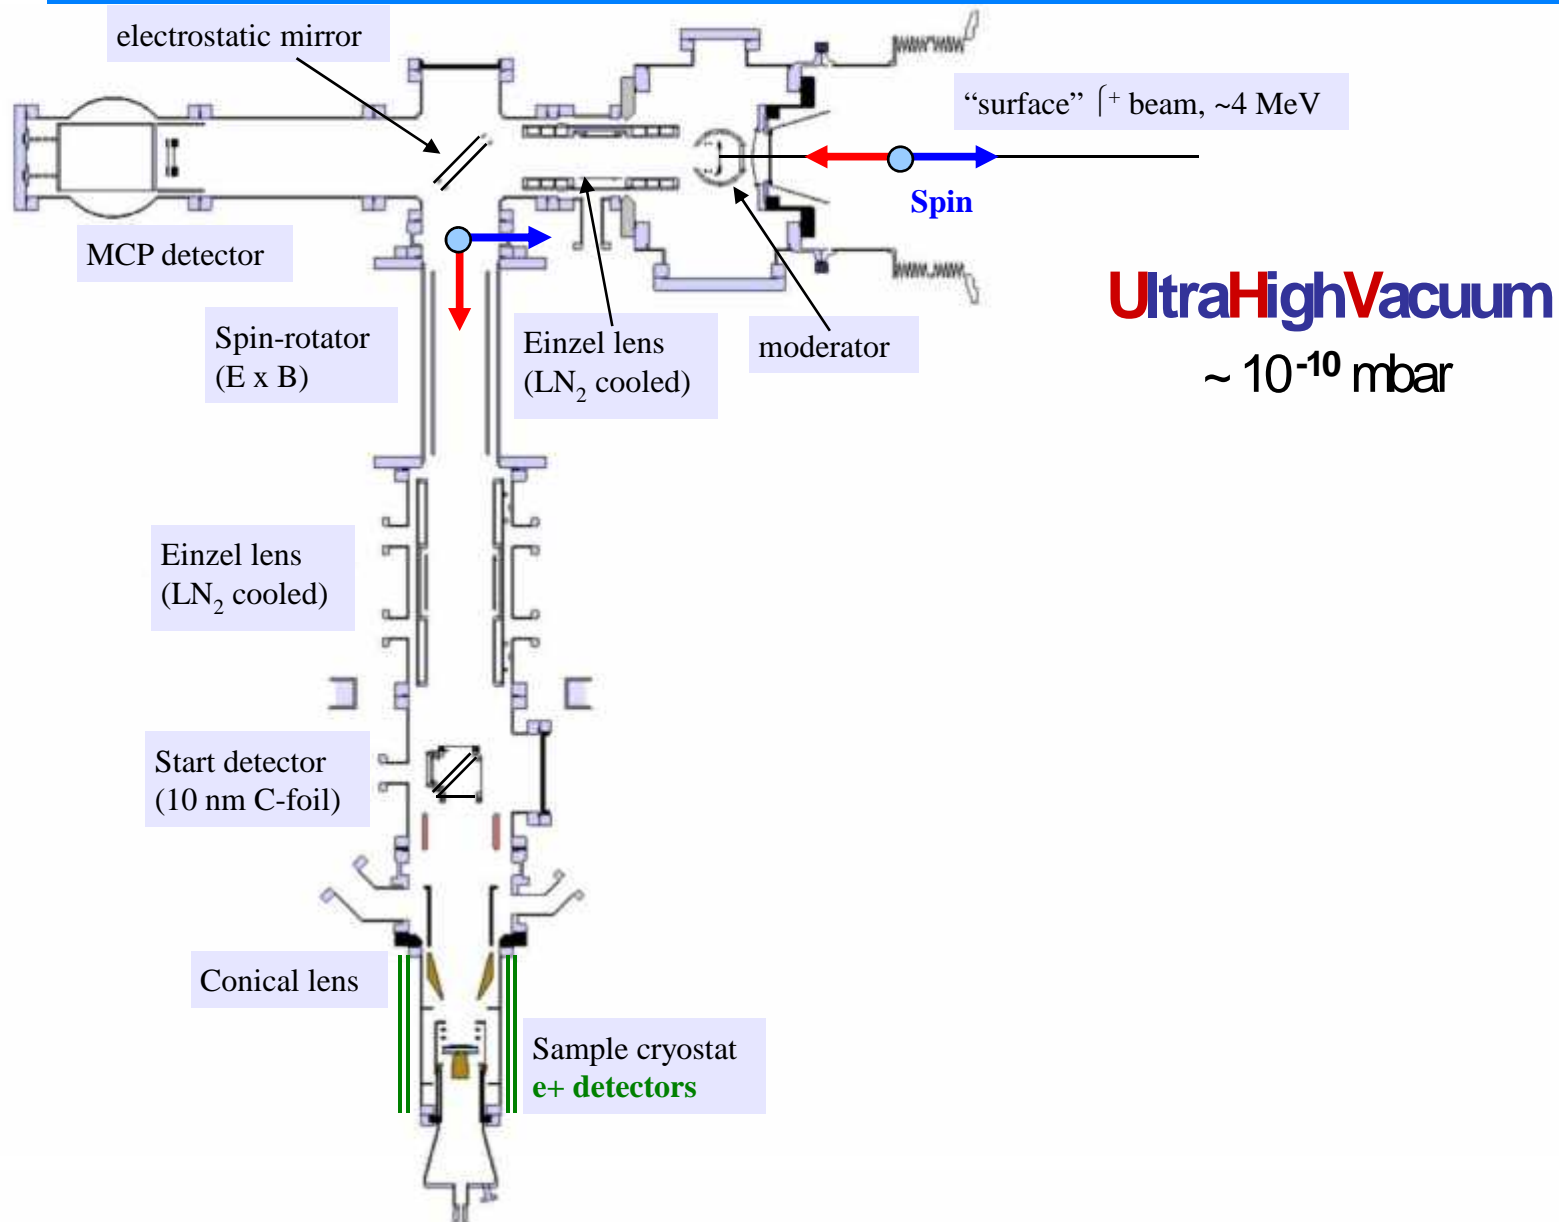 electrostatic mirror
“surface” ⌠⁺ beam, ~4 MeV
Spin
MCP detector
UltraHighVacuum
~ 10⁻¹⁰ mbar
Spin-rotator
(E x B)
Einzel lens
(LN₂ cooled)
moderator
Einzel lens
(LN₂ cooled)
Start detector
(10 nm C-foil)
Conical lens
Sample cryostat
e+ detectors